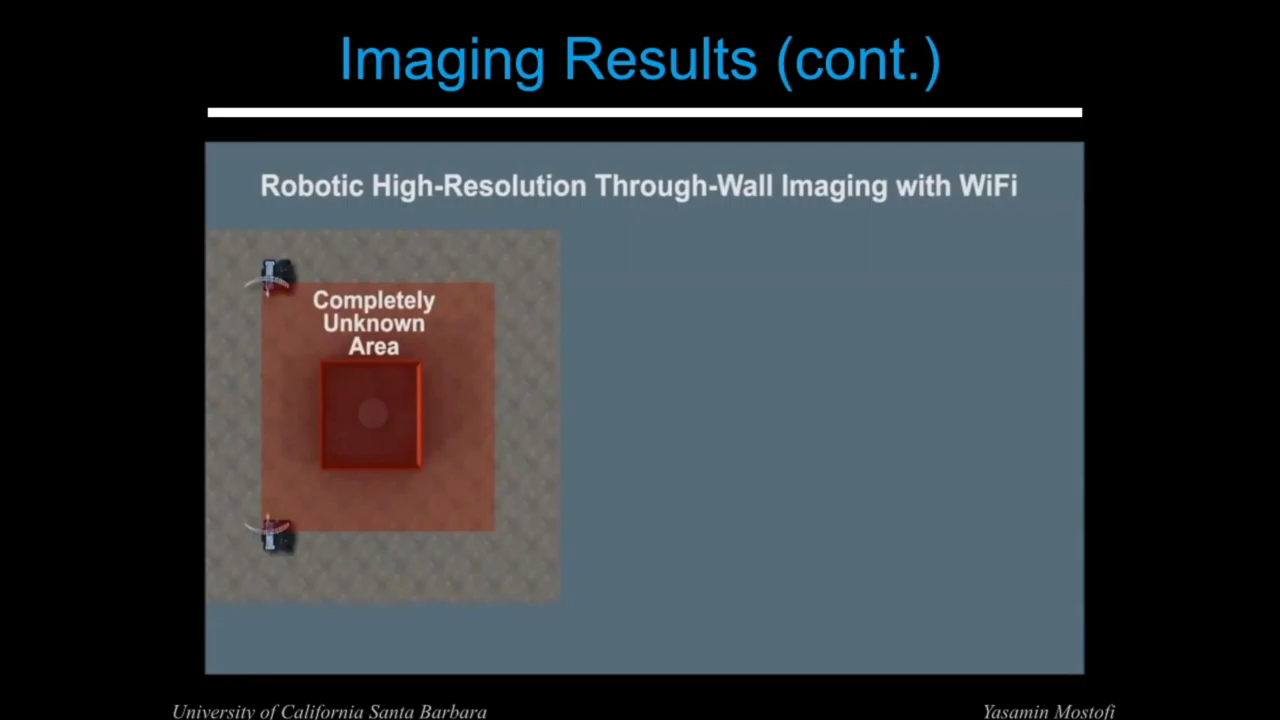 Imaging Results (cont.)
Robotic High-Resolution Through-Wall Imaging with WiFi
Completely
Unknown
Area
University of California Santa Barbara
Yasamin Mostofi